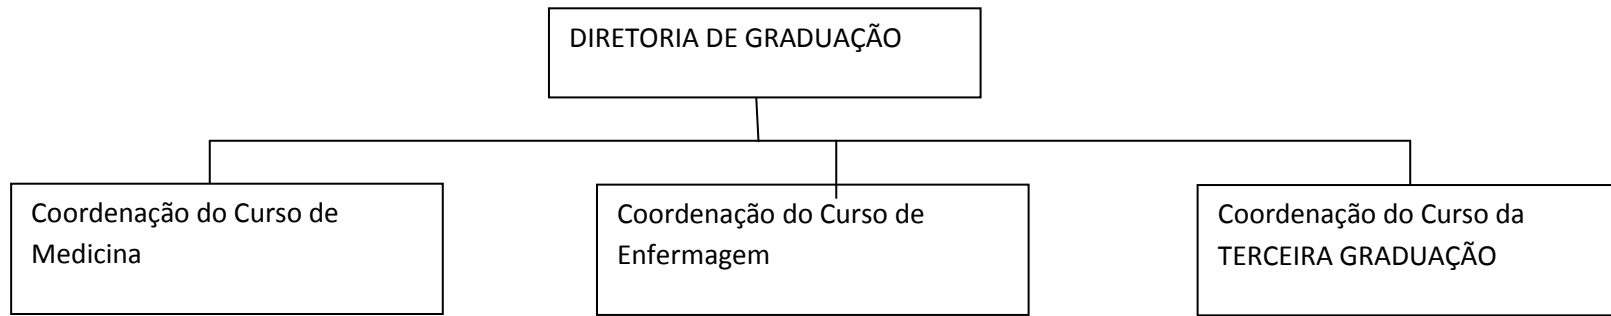 DIRETORIA DE GRADUAÇÃO
Coordenação do Curso de
Medicina
Coordenação do Curso de
Enfermagem
Coordenação do Curso da
TERCEIRA GRADUAÇÃO